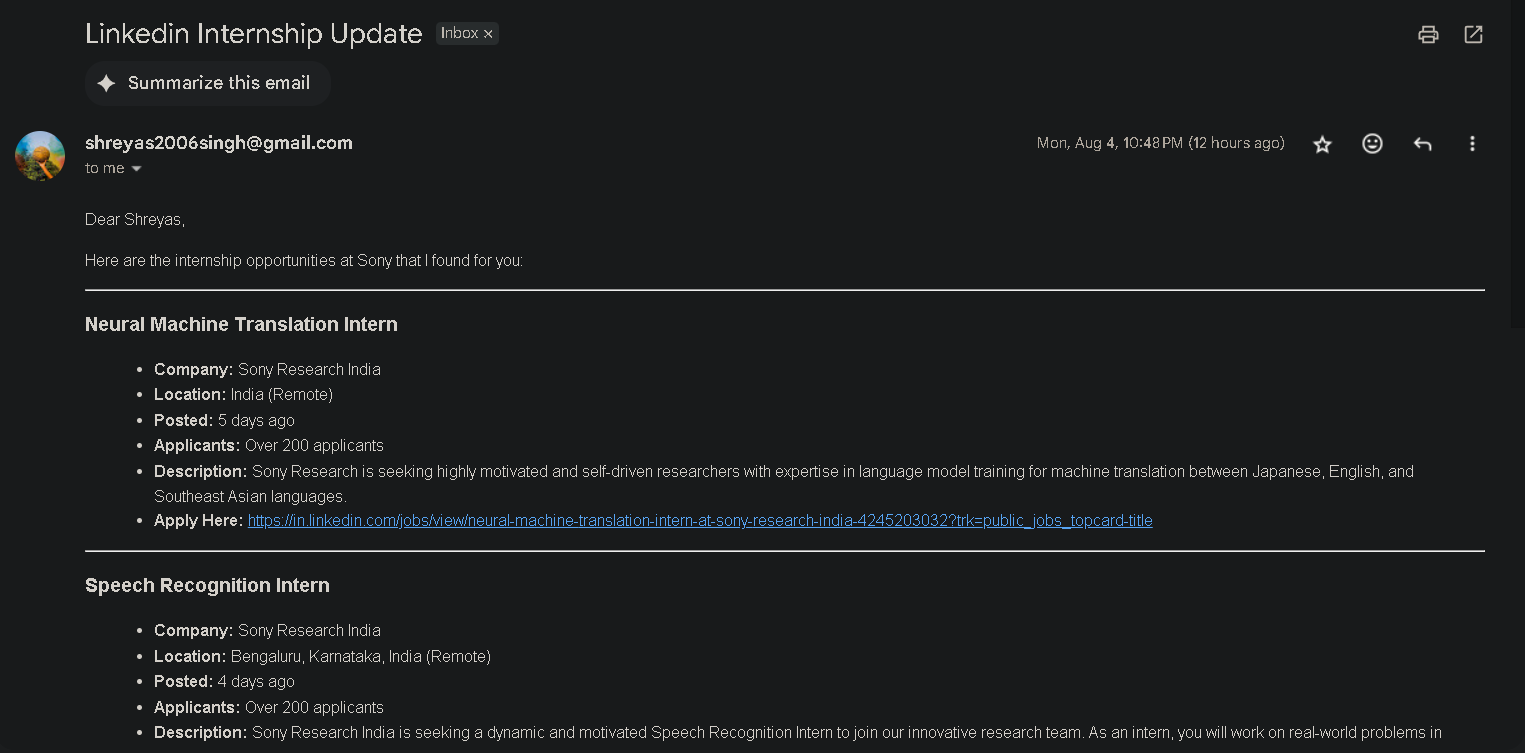 Linkedin Internship Update Inbox ×
Summarize this email
shreyas2006singh@gmail.com Mon, Aug 4, 10:48 PM (12 hours ago)
to me
Dear Shreyas,
Here are the internship opportunities at Sony that I found for you:
Neural Machine Translation Intern
• Company: Sony Research India
• Location: India (Remote)
• Posted: 5 days ago
• Applicants: Over 200 applicants
• Description: Sony Research is seeking highly motivated and self-driven researchers with expertise in language model training for machine translation between Japanese, English, and
Southeast Asian languages.
• Apply Here: https://in.linkedin.com/jobs/view/neural-machine-translation-intern-at-sony-research-india-4245203032?trk=public_jobs_topcard-title
Speech Recognition Intern
• Company: Sony Research India
• Location: Bengaluru, Karnataka, India (Remote)
• Posted: 4 days ago
• Applicants: Over 200 applicants
• Description: Sony Research India is seeking a dynamic and motivated Speech Recognition Intern to join our innovative research team. As an intern, you will work on real-world problems in